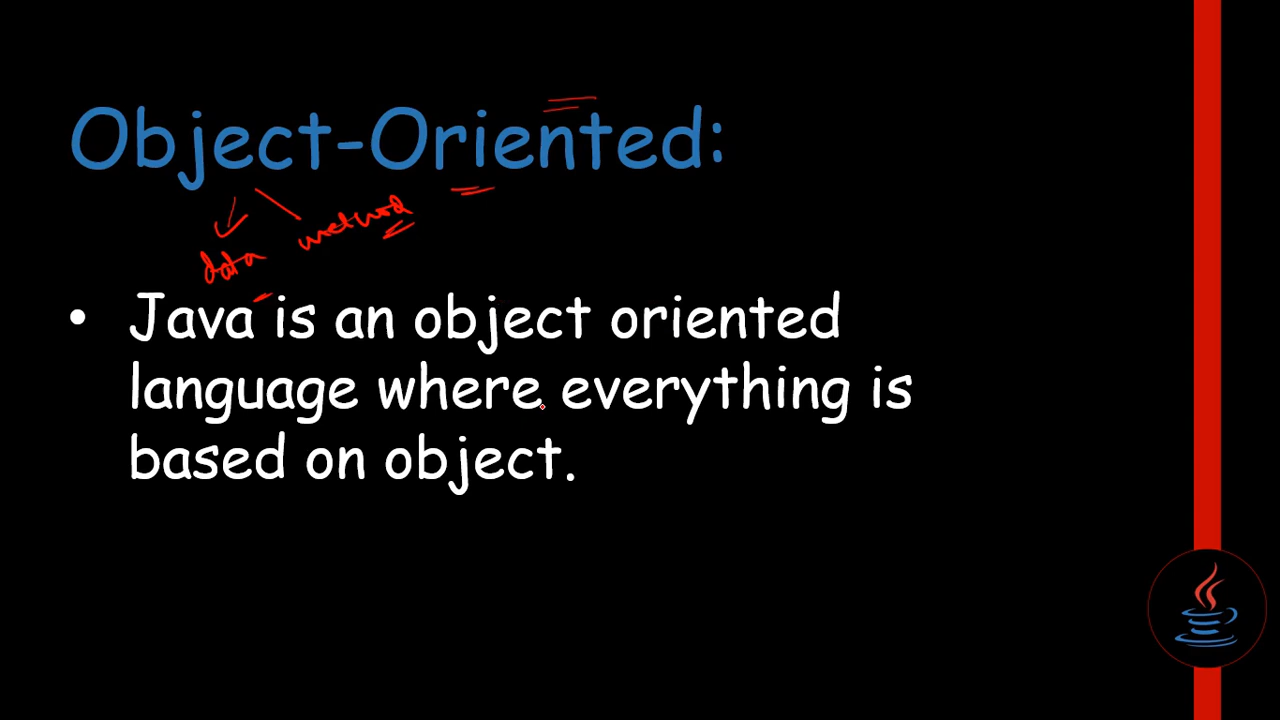 Object-Oriented:
data method
• Java is an object oriented
language where everything is
based on object.